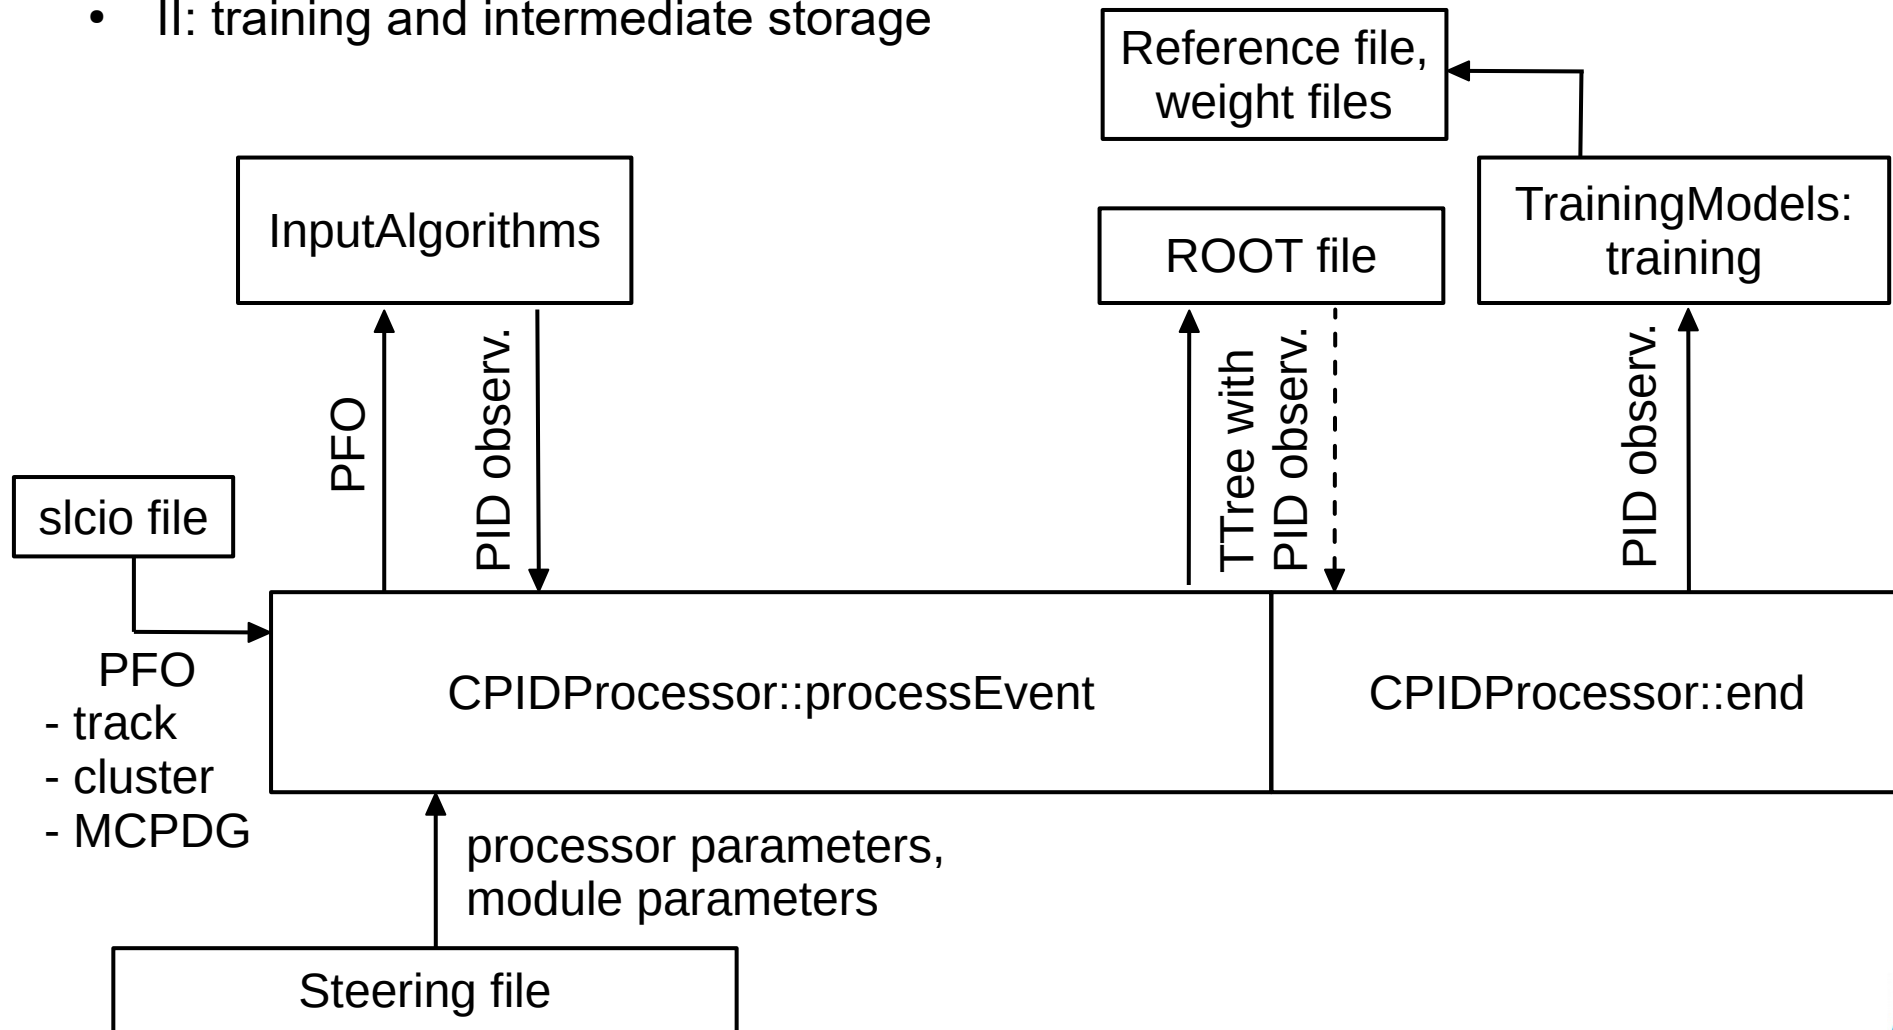 • II: training and intermediate storage
Reference file,
weight files
InputAlgorithms
ROOT file
TrainingModels:
training
PFO
PID observ.
TTree with
PID observ.
PID observ.
slcio file
PFO
- track
- cluster
- MCPDG
CPIDProcessor::processEvent
CPIDProcessor::end
processor parameters,
module parameters
Steering file